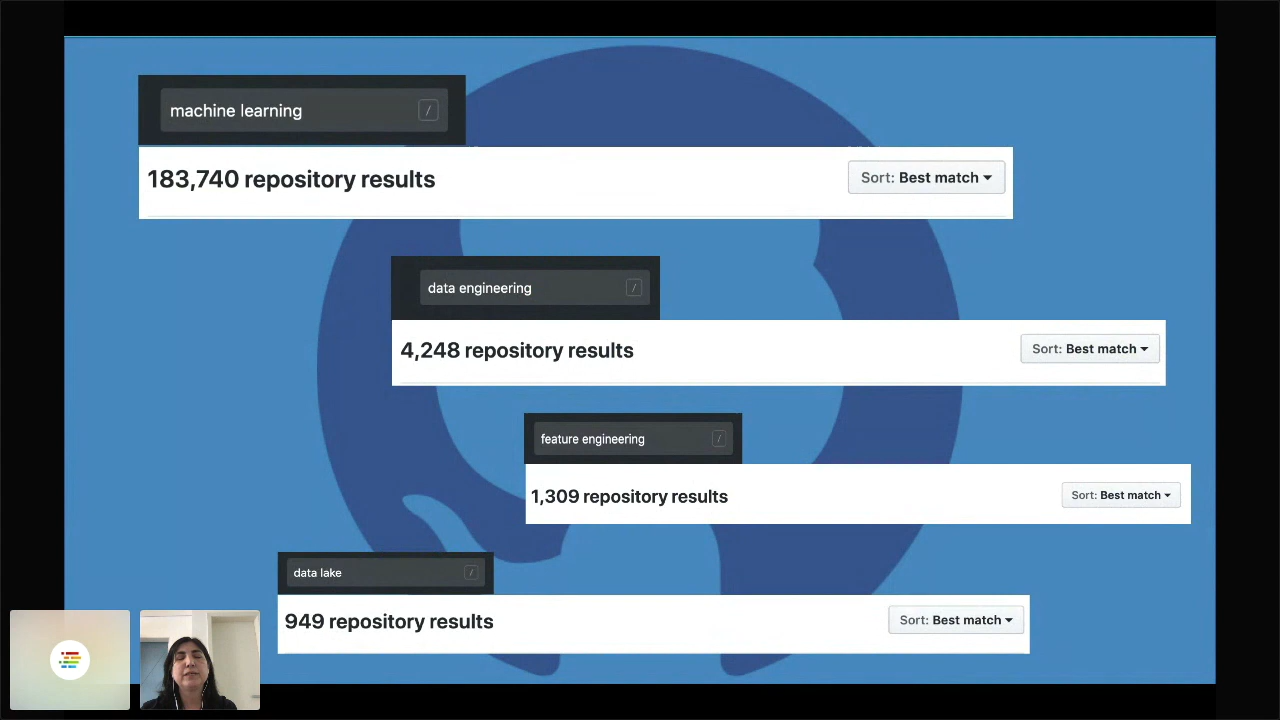 machine learning /
183,740 repository results
Sort: Best match
data engineering /
4,248 repository results
Sort: Best match
feature engineering /
1,309 repository results
Sort: Best match
data lake /
949 repository results
Sort: Best match